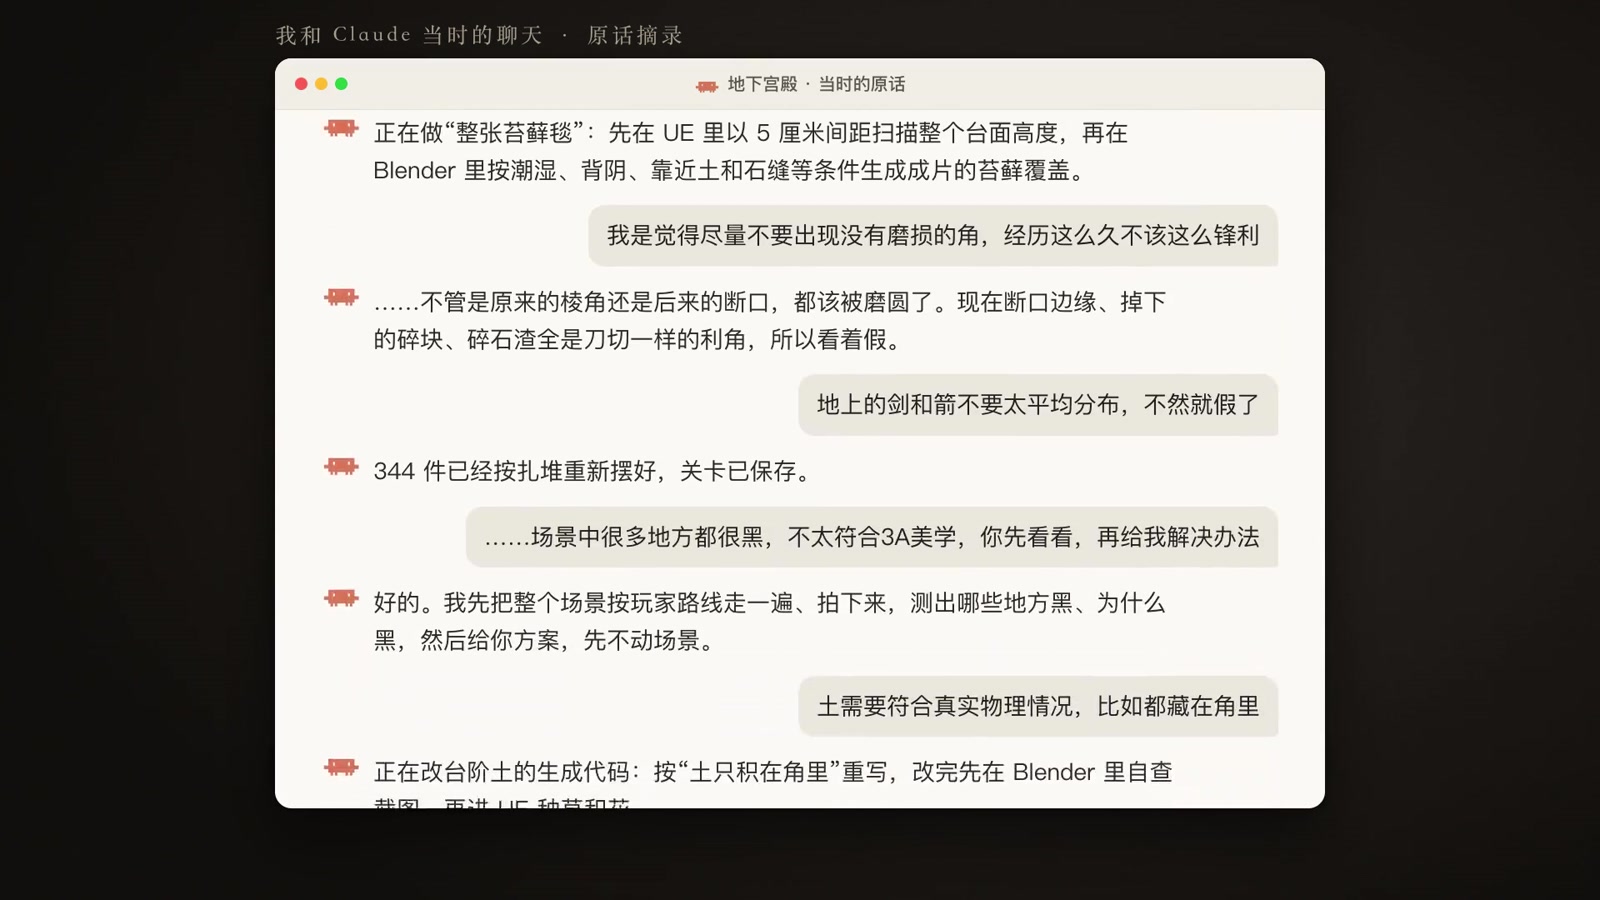 我和 Claude 当时的聊天 · 原话摘录
地下宫殿 · 当时的原话
正在做“整张苔藓毯”：先在 UE 里以 5 厘米间距扫描整个台面高度，再在
Blender 里按潮湿、背阴、靠近土和石缝等条件生成成片的苔藓覆盖。
我是觉得尽量不要出现没有磨损的角，经历这么久不该这么锋利
……不管是原来的棱角还是后来的断口，都该被磨圆了。现在断口边缘、掉下
的碎块、碎石渣全是刀切一样的利角，所以看着假。
地上的剑和箭不要太平均分布，不然就假了
344 件已经按扎堆重新摆好，关卡已保存。
……场景中很多地方都很黑，不太符合3A美学，你先看看，再给我解决办法
好的。我先把整个场景按玩家路线走一遍、拍下来，测出哪些地方黑、为什么
黑，然后给你方案，先不动场景。
土需要符合真实物理情况，比如都藏在角里
正在改台阶土的生成代码：按“土只积在角里”重写，改完先在 Blender 里自查
截图，再进 UE 种草和花